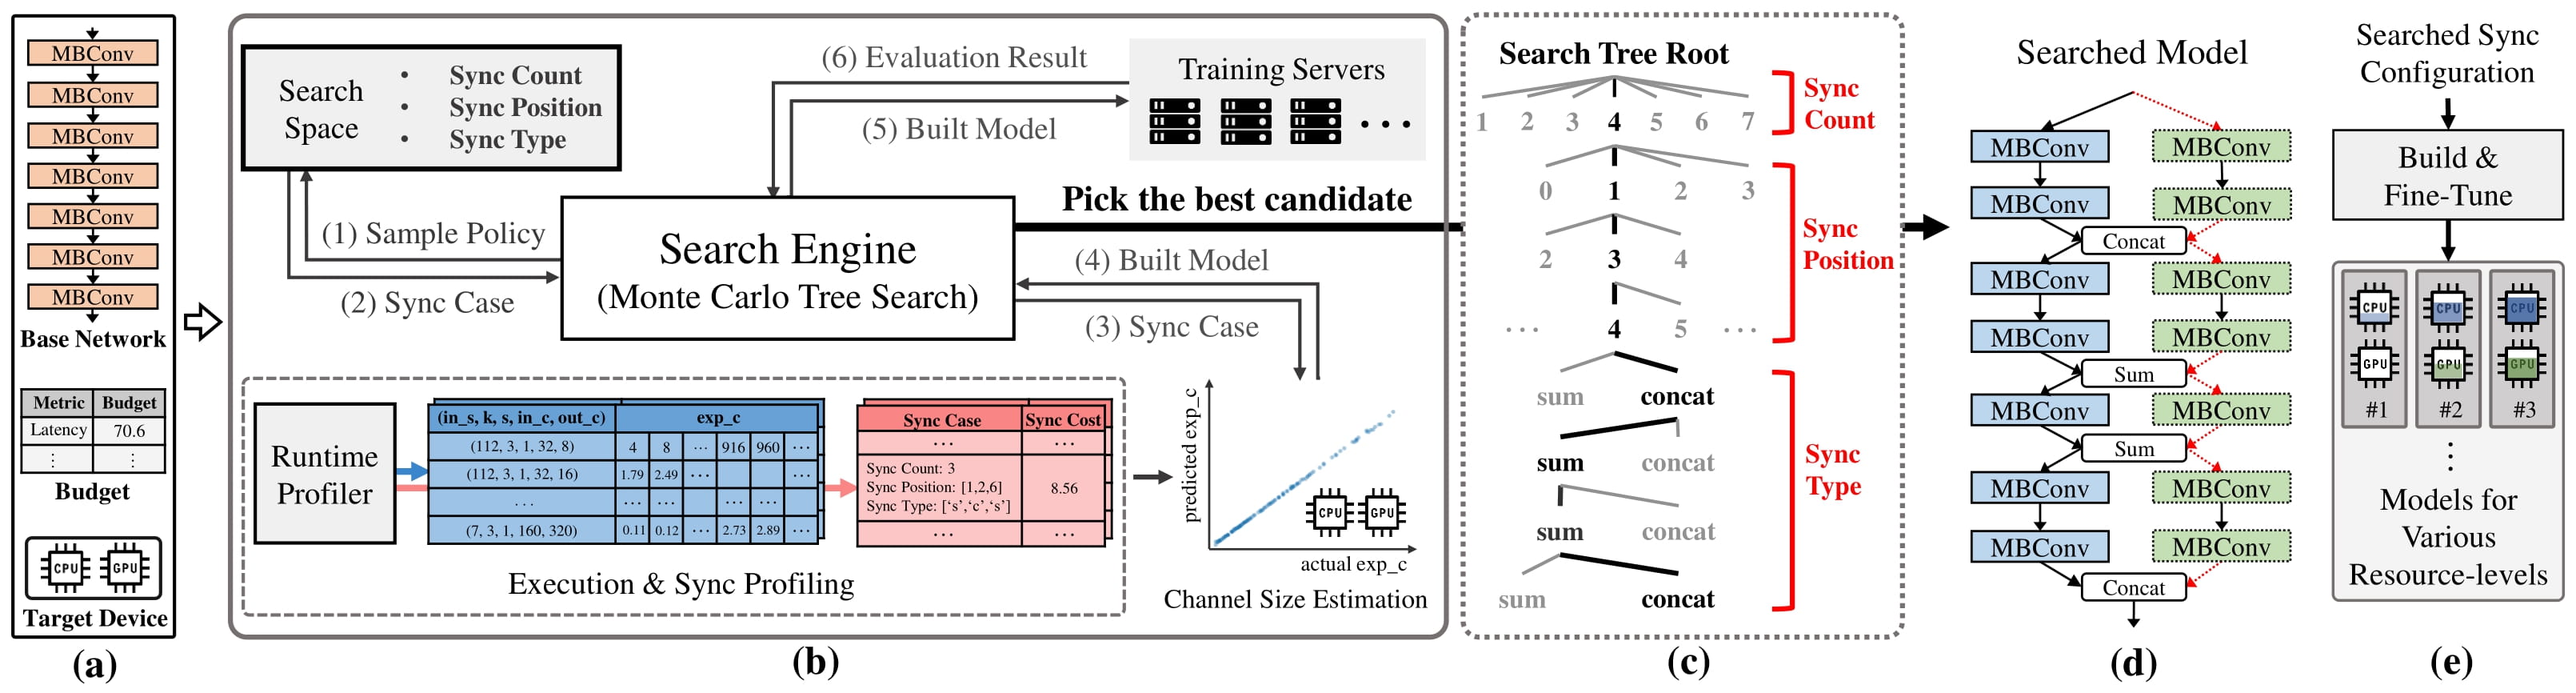 MBConv
MBConv
MBConv
MBConv
MBConv
MBConv
MBConv
Base Network
Metric Budget
Latency 70.6
⋮ ⋮
Budget
CPU GPU
Target Device
(a)
Search
Space
• Sync Count
• Sync Position
• Sync Type
(6) Evaluation Result
(5) Built Model
Training Servers
...
(1) Sample Policy
(2) Sync Case
Search Engine
(Monte Carlo Tree Search)
Pick the best candidate
(4) Built Model
(3) Sync Case
Runtime
Profiler
(in_s, k, s, in_c, out_c) exp_c
(112, 3, 1, 32, 8) 4 8 ... 916 960 ...
(112, 3, 1, 32, 16) 1.79 2.49 ...
... ... ... ...
(7, 3, 1, 160, 320) 0.11 0.12 ... 2.73 2.89 ...
Sync Case Sync Cost
... ...
Sync Count: 3
Sync Position: [1,2,6] 8.56
Sync Type: [‘s’,‘c’,‘s’]
... ...
Execution & Sync Profiling
predicted exp_c
CPU GPU
actual exp_c
Channel Size Estimation
(b)
Search Tree Root
1 2 3 4 5 6 7
Sync
Count
0 1 2 3
2 3 4
... 4 5 ...
Sync
Position
sum concat
sum concat
sum concat
sum concat
Sync
Type
(c)
Searched Model
MBConv MBConv
MBConv MBConv
Concat
MBConv MBConv
MBConv MBConv
Sum
MBConv MBConv
Sum
MBConv MBConv
MBConv MBConv
Concat
(d)
Searched Sync
Configuration
Build &
Fine-Tune
CPU CPU CPU
GPU GPU GPU
#1 #2 #3
⋮
Models for
Various
Resource-levels
(e)